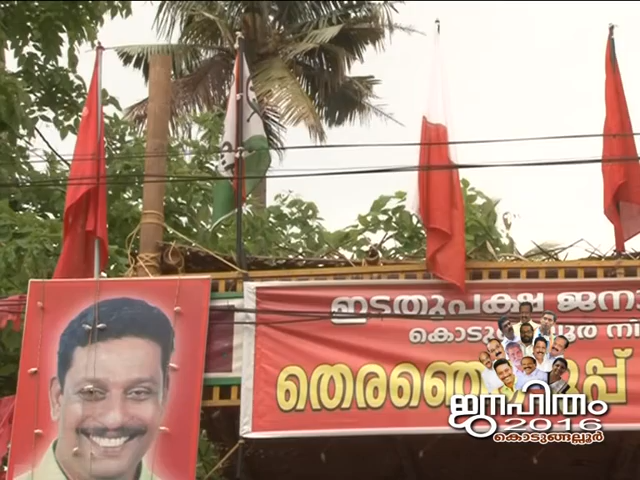 ഇടതുപക്ഷ ജന
കൊടു
തെരഞ്ഞെ
ജനഹിതം
2016
കൊടുങ്ങല്ലൂർ